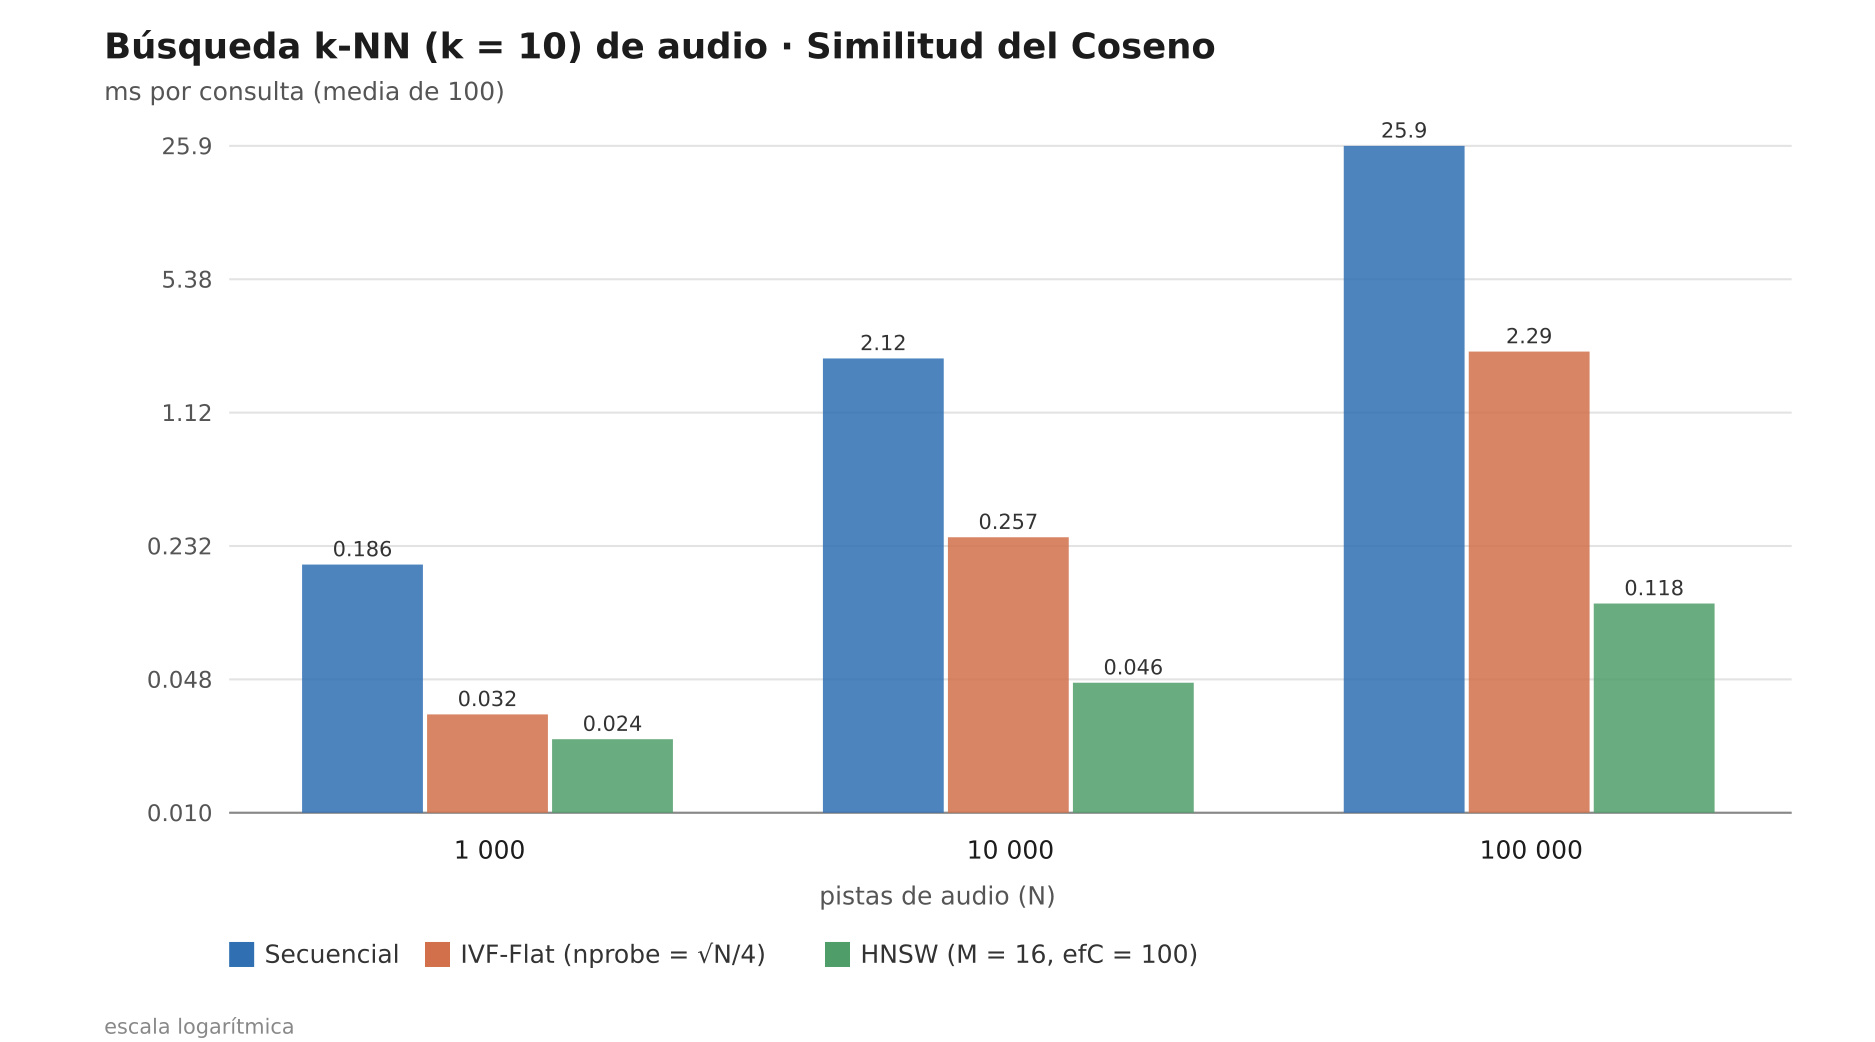 Búsqueda k-NN (k = 10) de audio · Similitud del Coseno
ms por consulta (media de 100)
25.9
5.38
1.12
0.232
0.048
0.010
0.186
0.032
0.024
2.12
0.257
0.046
25.9
2.29
0.118
1 000
10 000
100 000
pistas de audio (N)
Secuencial
IVF-Flat (nprobe = √N/4)
HNSW (M = 16, efC = 100)
escala logarítmica